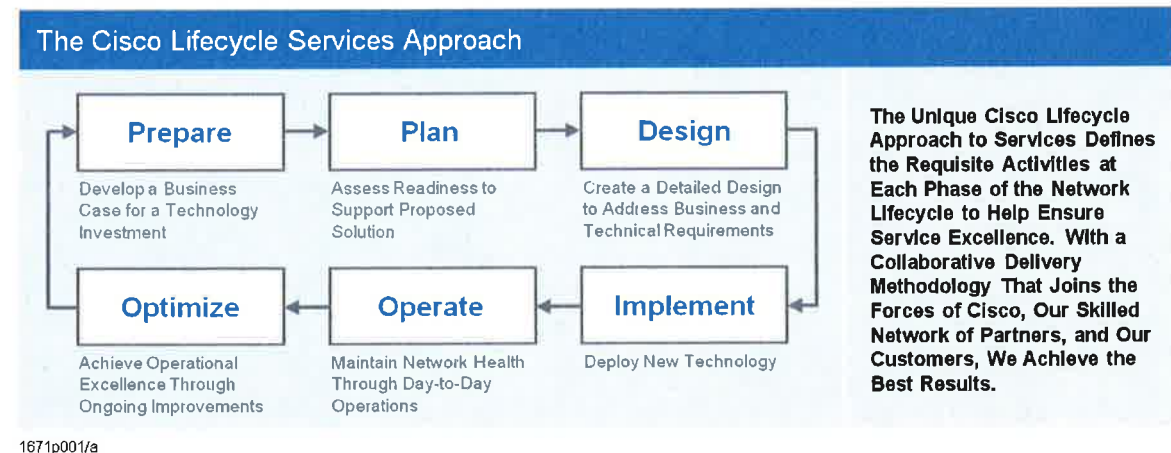 The Cisco Lifecycle Services Approach
Prepare
Develop a Business
Case for a Technology
Investment
Plan
Assess Readiness to
Support Proposed
Solution
Design
Create a Detailed Design
to Address Business and
Technical Requirements
Optimize
Achieve Operational
Excellence Through
Ongoing Improvements
Operate
Maintain Network Health
Through Day-to-Day
Operations
Implement
Deploy New Technology
The Unique Cisco Lifecycle
Approach to Services Defines
the Requisite Activities at
Each Phase of the Network
Lifecycle to Help Ensure
Service Excellence. With a
Collaborative Delivery
Methodology That Joins the
Forces of Cisco, Our Skilled
Network of Partners, and Our
Customers, We Achieve the
Best Results.
1671p001/a